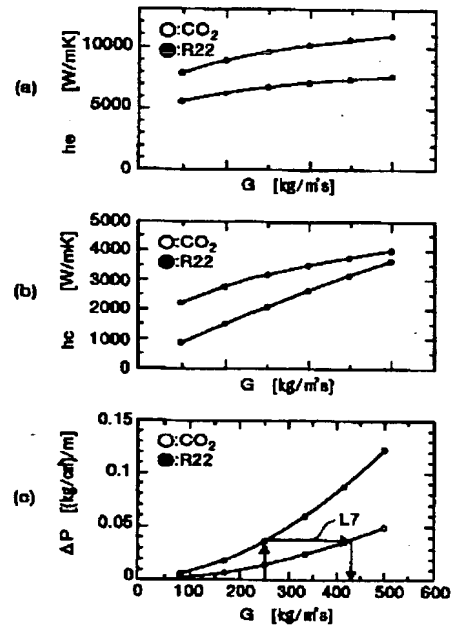 (a)
he [W/mK]
10000
5000
0
○:CO₂
●:R22
G [kg/m²s]
(b)
hc [W/mK]
5000
4000
3000
2000
1000
0
○:CO₂
●:R22
G [kg/m²s]
(c)
ΔP [(kg/cm²)/m]
0.15
0.1
0.05
0
○:CO₂
●:R22
L7
0 100 200 300 400 500 600
G [kg/m²s]